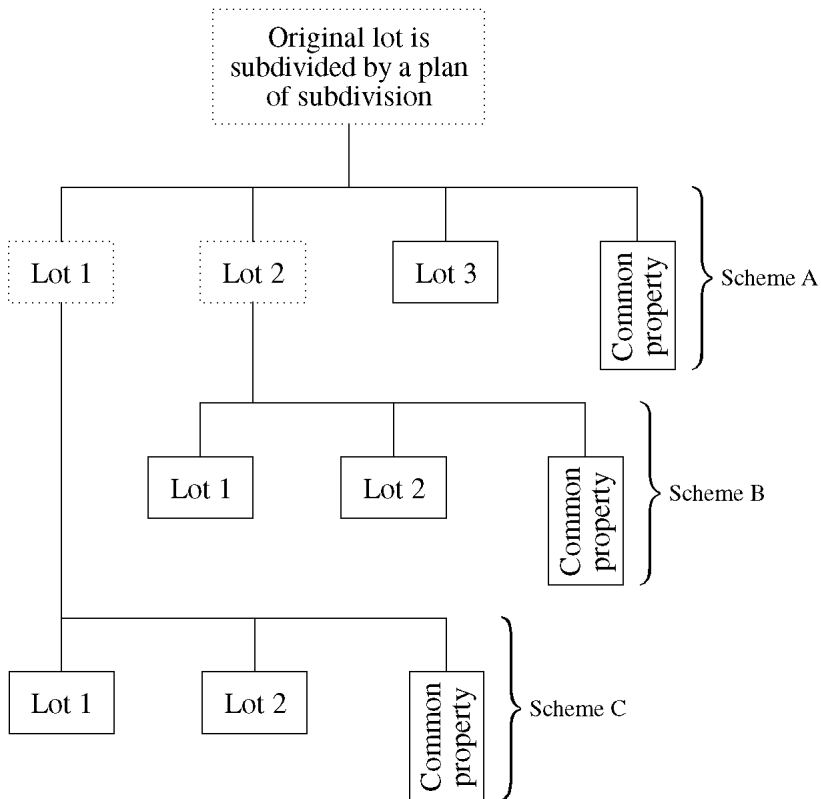 Original lot is
subdivided by a plan
of subdivision
Lot 1
Lot 2
Lot 3
Common
property
Scheme A
Lot 1
Lot 2
Common
property
Scheme B
Lot 1
Lot 2
Common
property
Scheme C